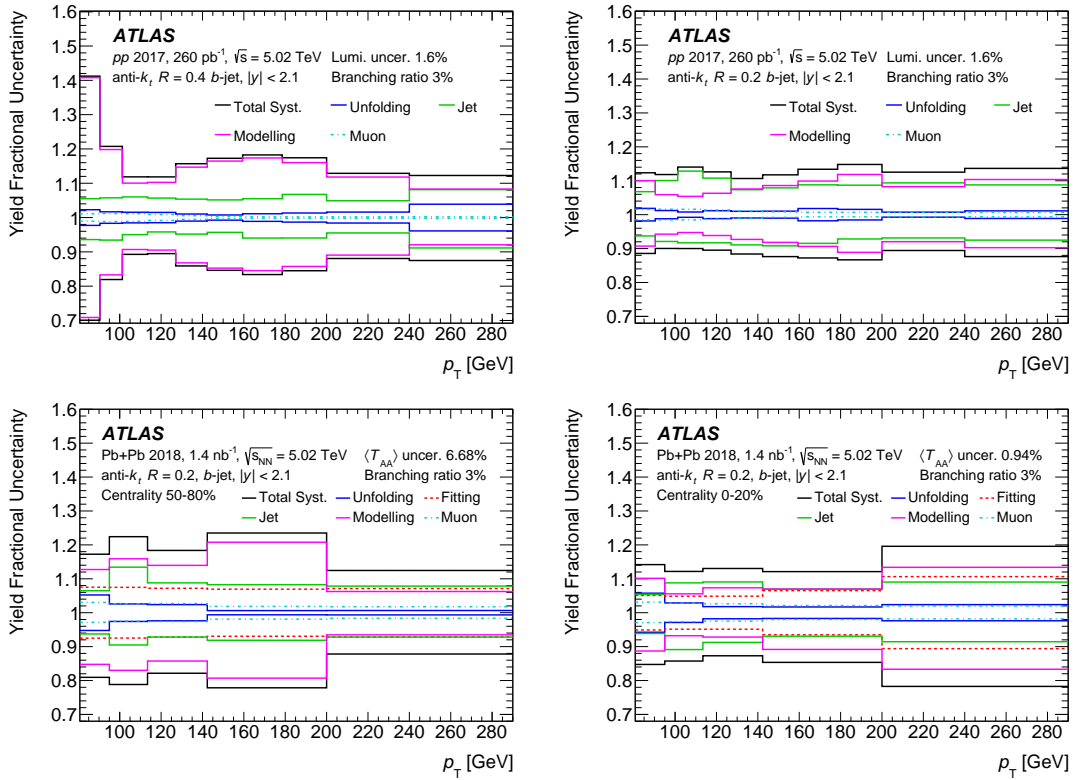 ATLAS
pp 2017, 260 pb-1, √s = 5.02 TeV Lumi. uncer. 1.6%
anti-kt R = 0.4 b-jet, |y| < 2.1 Branching ratio 3%
Total Syst. Unfolding Jet
Modelling Muon
Yield Fractional Uncertainty
1.6
1.5
1.4
1.3
1.2
1.1
1
0.9
0.8
0.7
100 120 140 160 180 200 220 240 260 280
pT [GeV]
ATLAS
pp 2017, 260 pb-1, √s = 5.02 TeV Lumi. uncer. 1.6%
anti-kt R = 0.2 b-jet, |y| < 2.1 Branching ratio 3%
Total Syst. Unfolding Jet
Modelling Muon
Yield Fractional Uncertainty
1.6
1.5
1.4
1.3
1.2
1.1
1
0.9
0.8
0.7
100 120 140 160 180 200 220 240 260 280
pT [GeV]
ATLAS
Pb+Pb 2018, 1.4 nb-1, √sNN = 5.02 TeV ⟨TAA⟩ uncer. 6.68%
anti-kt R = 0.2, b-jet, |y| < 2.1 Branching ratio 3%
Centrality 50-80% Total Syst. Unfolding Fitting
Jet Modelling Muon
Yield Fractional Uncertainty
1.6
1.5
1.4
1.3
1.2
1.1
1
0.9
0.8
0.7
100 120 140 160 180 200 220 240 260 280
pT [GeV]
ATLAS
Pb+Pb 2018, 1.4 nb-1, √sNN = 5.02 TeV ⟨TAA⟩ uncer. 0.94%
anti-kt R = 0.2, b-jet, |y| < 2.1 Branching ratio 3%
Centrality 0-20% Total Syst. Unfolding Fitting
Jet Modelling Muon
Yield Fractional Uncertainty
1.6
1.5
1.4
1.3
1.2
1.1
1
0.9
0.8
0.7
100 120 140 160 180 200 220 240 260 280
pT [GeV]